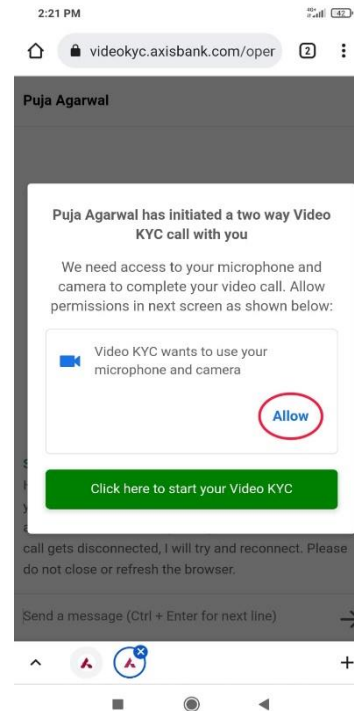 2:21 PM
4G+
42
videokyc.axisbank.com/oper
2
Puja Agarwal
Puja Agarwal has initiated a two way Video
KYC call with you
We need access to your microphone and
camera to complete your video call. Allow
permissions in next screen as shown below:
Video KYC wants to use your
microphone and camera
Allow
Click here to start your Video KYC
call gets disconnected, I will try and reconnect. Please
do not close or refresh the browser.
Send a message (Ctrl + Enter for next line)